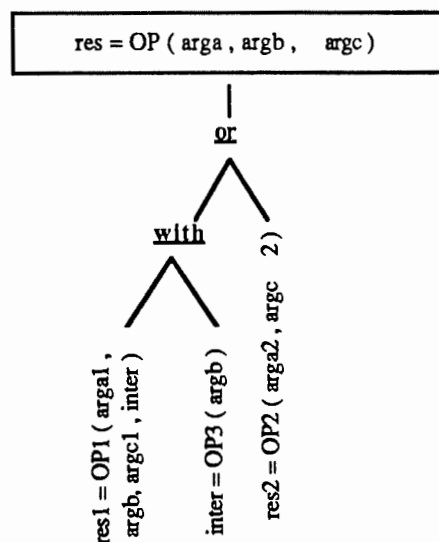 res = OP ( arga , argb , argc )
or
with
res1 = OP1 ( arga1 ,
argb, argc1 , inter )
inter = OP3 ( argb )
res2 = OP2 ( arga2 , argc 2 )